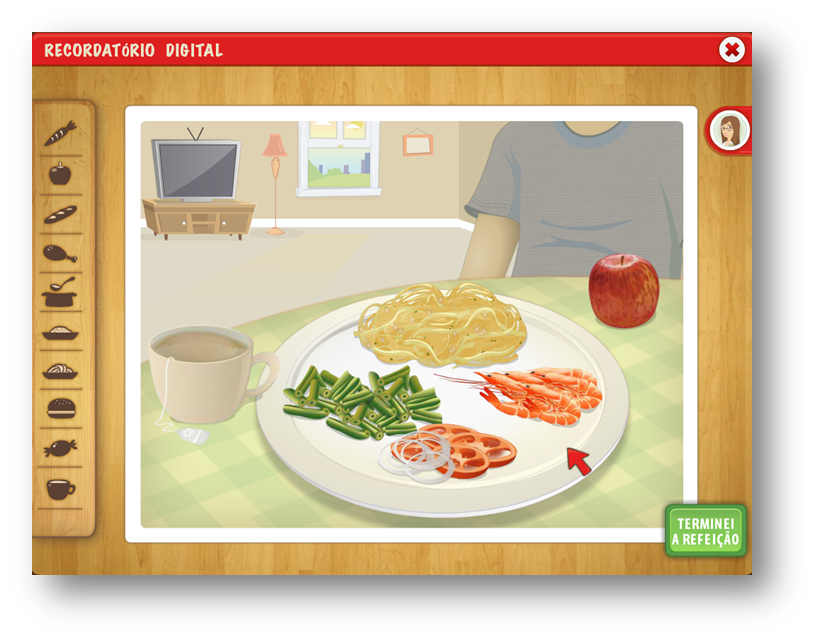 RECORDATóRIO DIGITAL
TERMINEI
A REFEIÇÃO